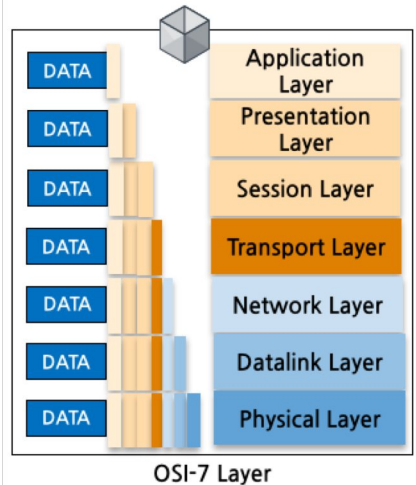 DATA
Application
Layer
DATA
Presentation
Layer
DATA
Session Layer
DATA
Transport Layer
DATA
Network Layer
DATA
Datalink Layer
DATA
Physical Layer
OSI-7 Layer